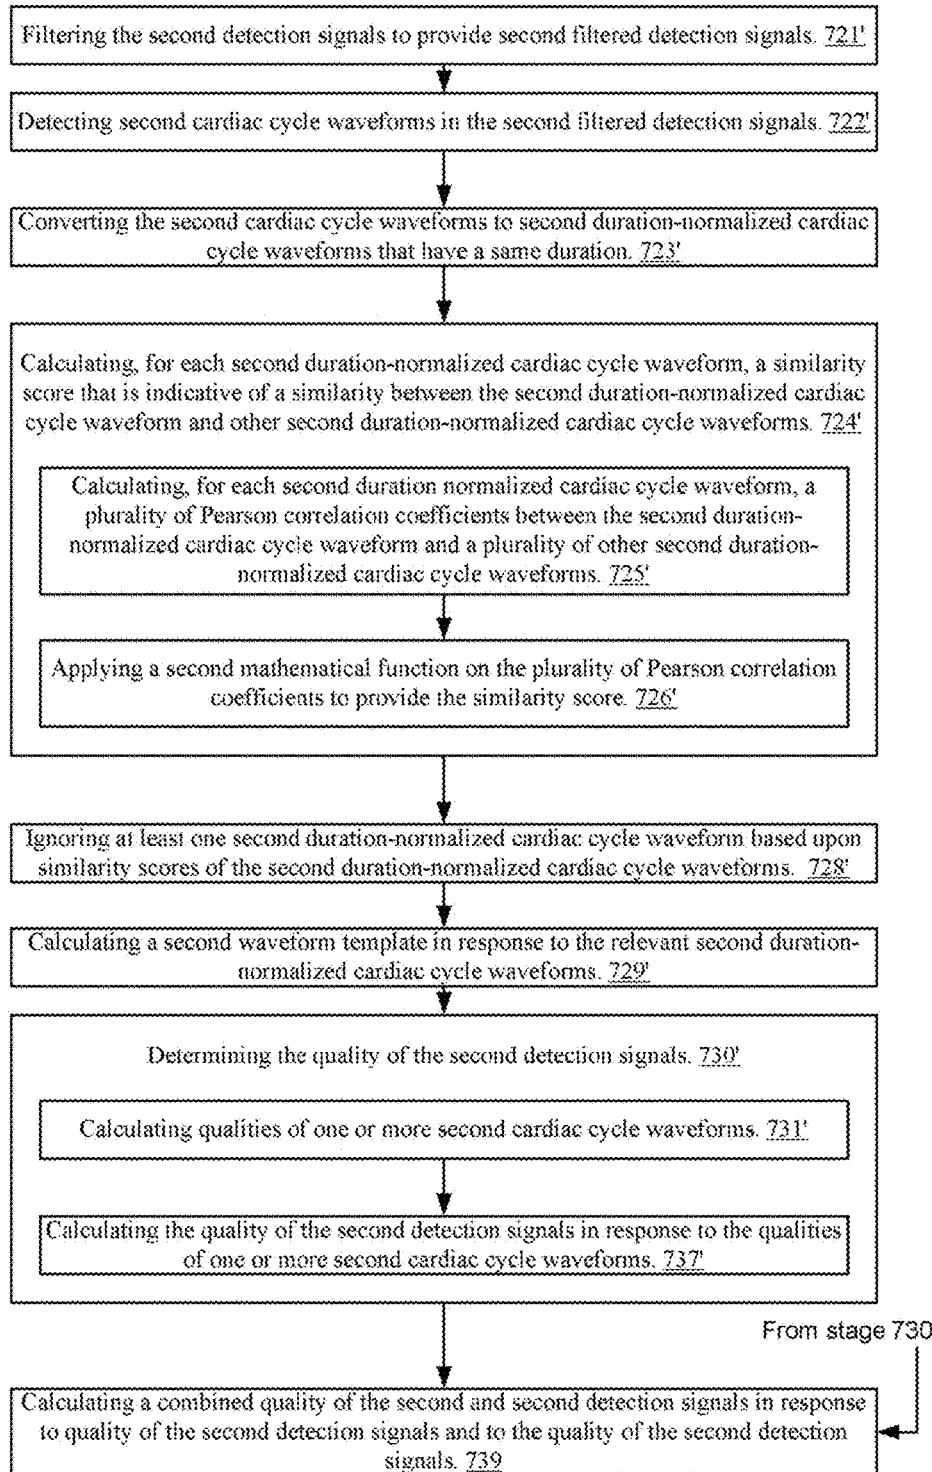 Filtering the second detection signals to provide second filtered detection signals. 721'
Detecting second cardiac cycle waveforms in the second filtered detection signals. 722'
Converting the second cardiac cycle waveforms to second duration-normalized cardiac
cycle waveforms that have a same duration. 723'
Calculating, for each second duration-normalized cardiac cycle waveform, a similarity
score that is indicative of a similarity between the second duration-normalized cardiac
cycle waveform and other second duration-normalized cardiac cycle waveforms. 724'
Calculating, for each second duration normalized cardiac cycle waveform, a
plurality of Pearson correlation coefficients between the second duration-
normalized cardiac cycle waveform and a plurality of other second duration-
normalized cardiac cycle waveforms. 725'
Applying a second mathematical function on the plurality of Pearson correlation
coefficients to provide the similarity score. 726'
Ignoring at least one second duration-normalized cardiac cycle waveform based upon
similarity scores of the second duration-normalized cardiac cycle waveforms. 728'
Calculating a second waveform template in response to the relevant second duration-
normalized cardiac cycle waveforms. 729'
Determining the quality of the second detection signals. 730'
Calculating qualities of one or more second cardiac cycle waveforms. 731'
Calculating the quality of the second detection signals in response to the qualities
of one or more second cardiac cycle waveforms. 737'
From stage 730
Calculating a combined quality of the second and second detection signals in response
to quality of the second detection signals and to the quality of the second detection
signals. 739